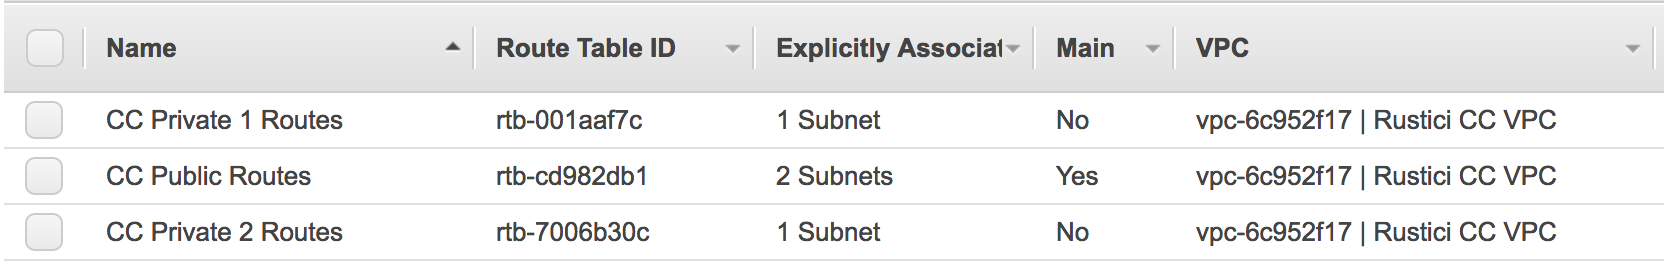 Name Route Table ID Explicitly Associat Main VPC
CC Private 1 Routes rtb-001aaf7c 1 Subnet No vpc-6c952f17 | Rustici CC VPC
CC Public Routes rtb-cd982db1 2 Subnets Yes vpc-6c952f17 | Rustici CC VPC
CC Private 2 Routes rtb-7006b30c 1 Subnet No vpc-6c952f17 | Rustici CC VPC